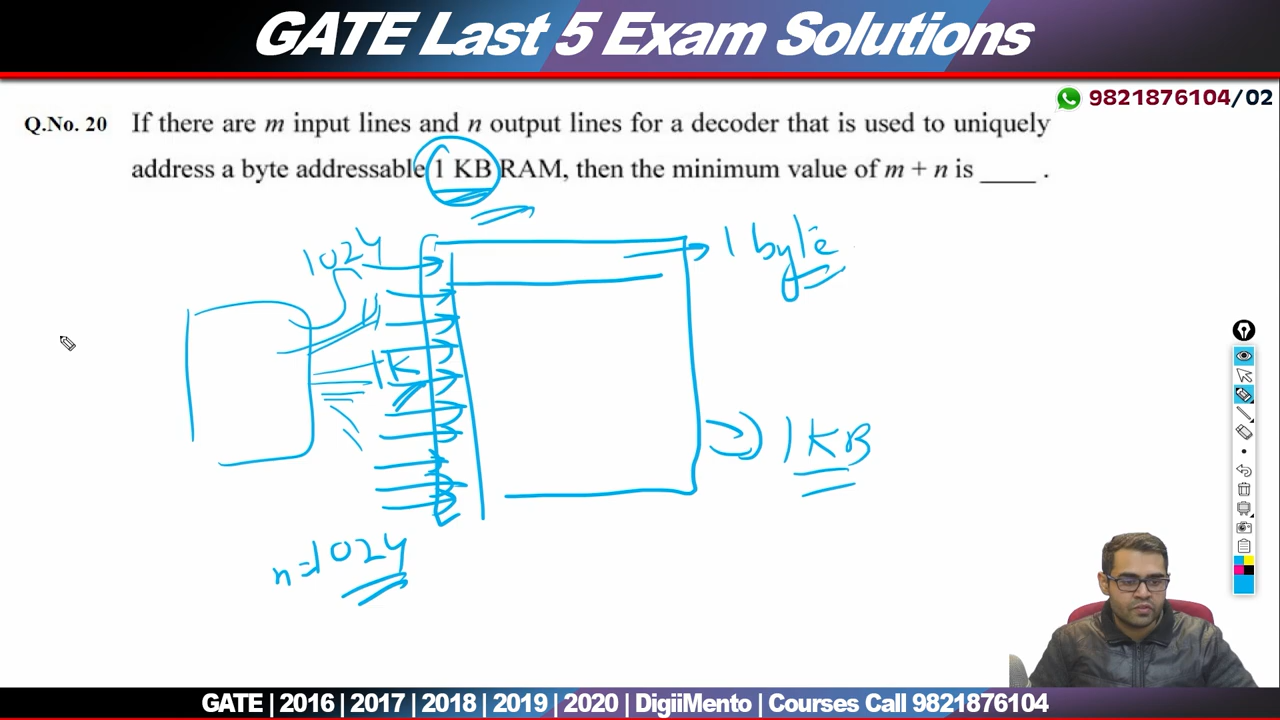 GATE Last 5 Exam Solutions
9821876104/02
Q.No. 20 If there are m input lines and n output lines for a decoder that is used to uniquely
address a byte addressable 1 KB RAM, then the minimum value of m + n is ____ .
1024
1 byte
1K
1 KB
n=1024
GATE | 2016 | 2017 | 2018 | 2019 | 2020 | DigiiMento | Courses Call 9821876104